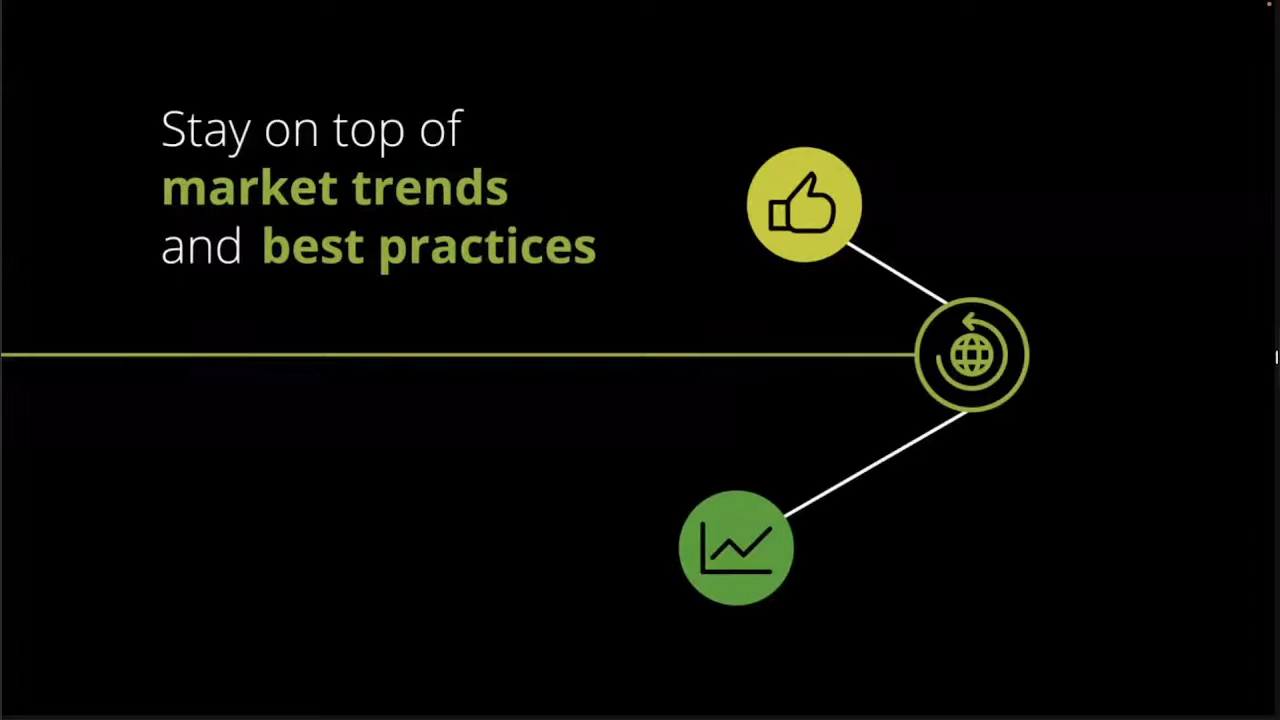 Stay on top of
market trends
and best practices